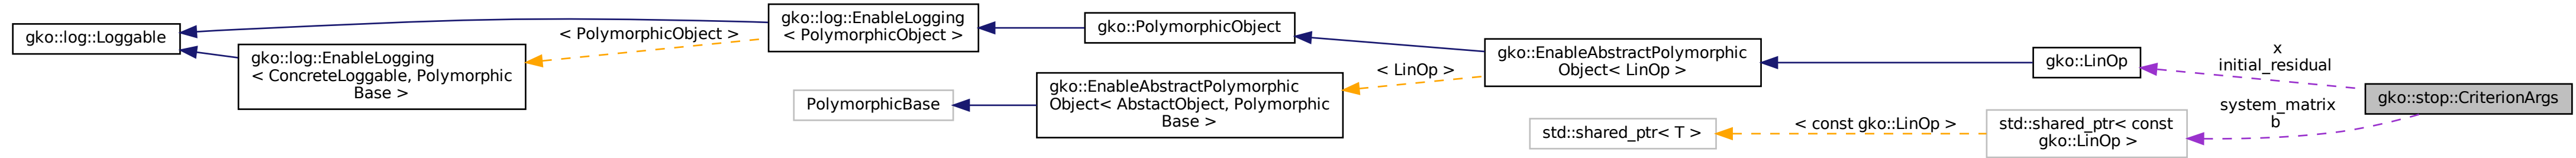 gko::log::Loggable
gko::log::EnableLogging
< ConcreteLoggable, Polymorphic
Base >
< PolymorphicObject >
gko::log::EnableLogging
< PolymorphicObject >
PolymorphicBase
gko::PolymorphicObject
gko::EnableAbstractPolymorphic
Object< AbstactObject, Polymorphic
Base >
< LinOp >
gko::EnableAbstractPolymorphic
Object< LinOp >
std::shared_ptr< T >
< const gko::LinOp >
gko::LinOp
std::shared_ptr< const
gko::LinOp >
x
initial_residual
system_matrix
b
gko::stop::CriterionArgs